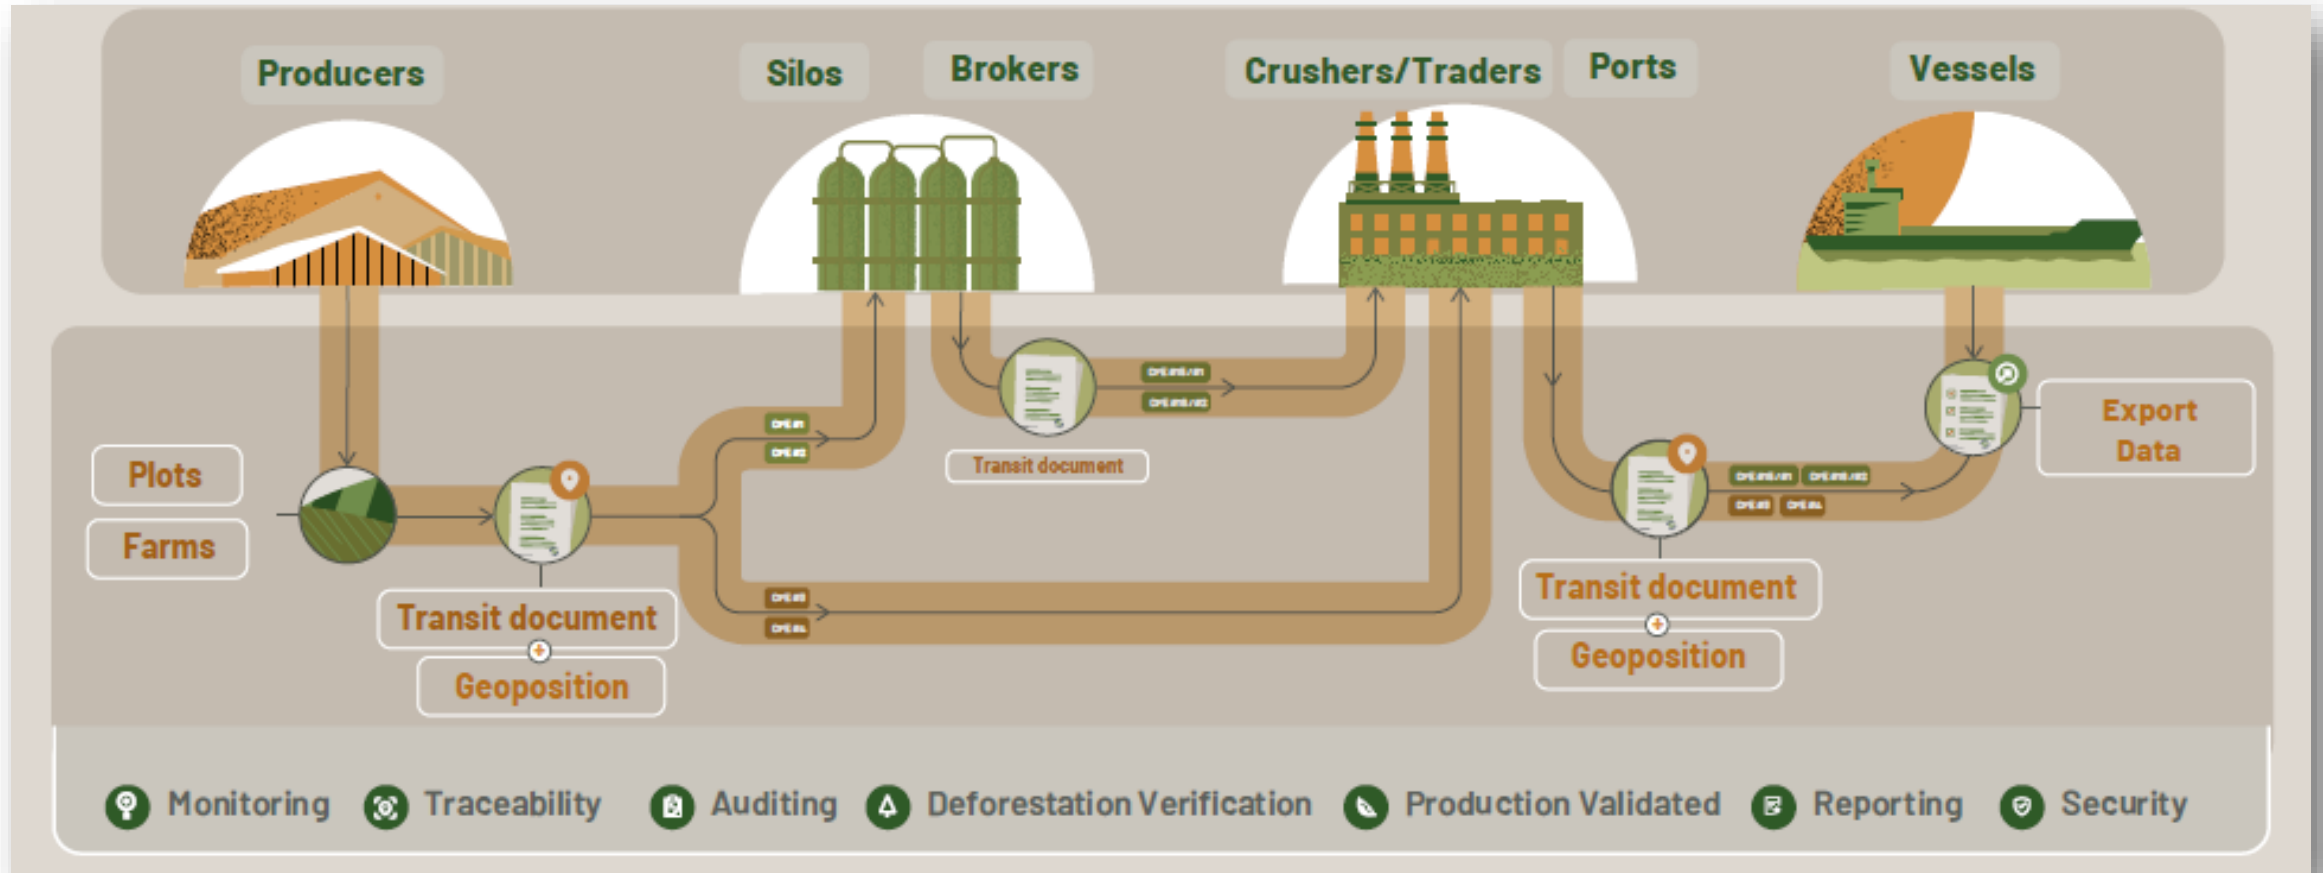 Producers
Silos
Brokers
Crushers/Traders
Ports
Vessels
Plots
Farms
Transit document
Geoposition
Transit document
Transit document
Geoposition
Export
Data
Monitoring
Traceability
Auditing
Deforestation Verification
Production Validated
Reporting
Security